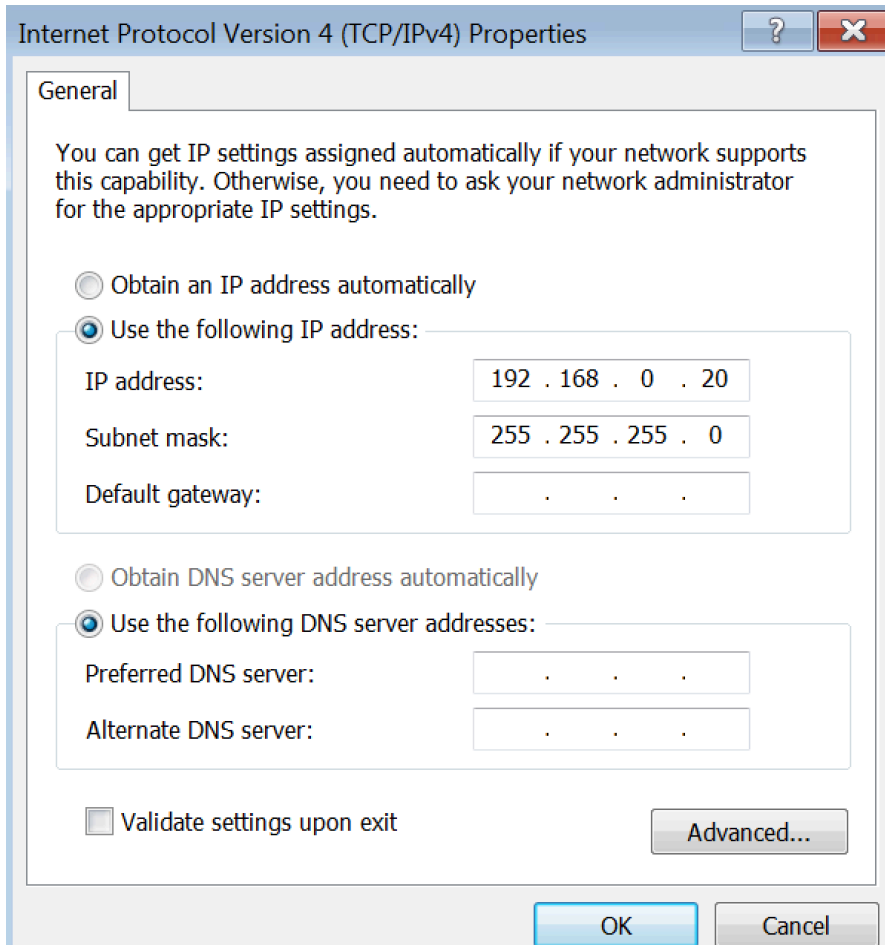 Internet Protocol Version 4 (TCP/IPv4) Properties
?
General
You can get IP settings assigned automatically if your network supports
this capability. Otherwise, you need to ask your network administrator
for the appropriate IP settings.
Obtain an IP address automatically
Use the following IP address:
IP address: 192 . 168 . 0 . 20
Subnet mask: 255 . 255 . 255 . 0
Default gateway: . . .
Obtain DNS server address automatically
Use the following DNS server addresses:
Preferred DNS server: . . .
Alternate DNS server: . . .
Validate settings upon exit
Advanced...
OK Cancel